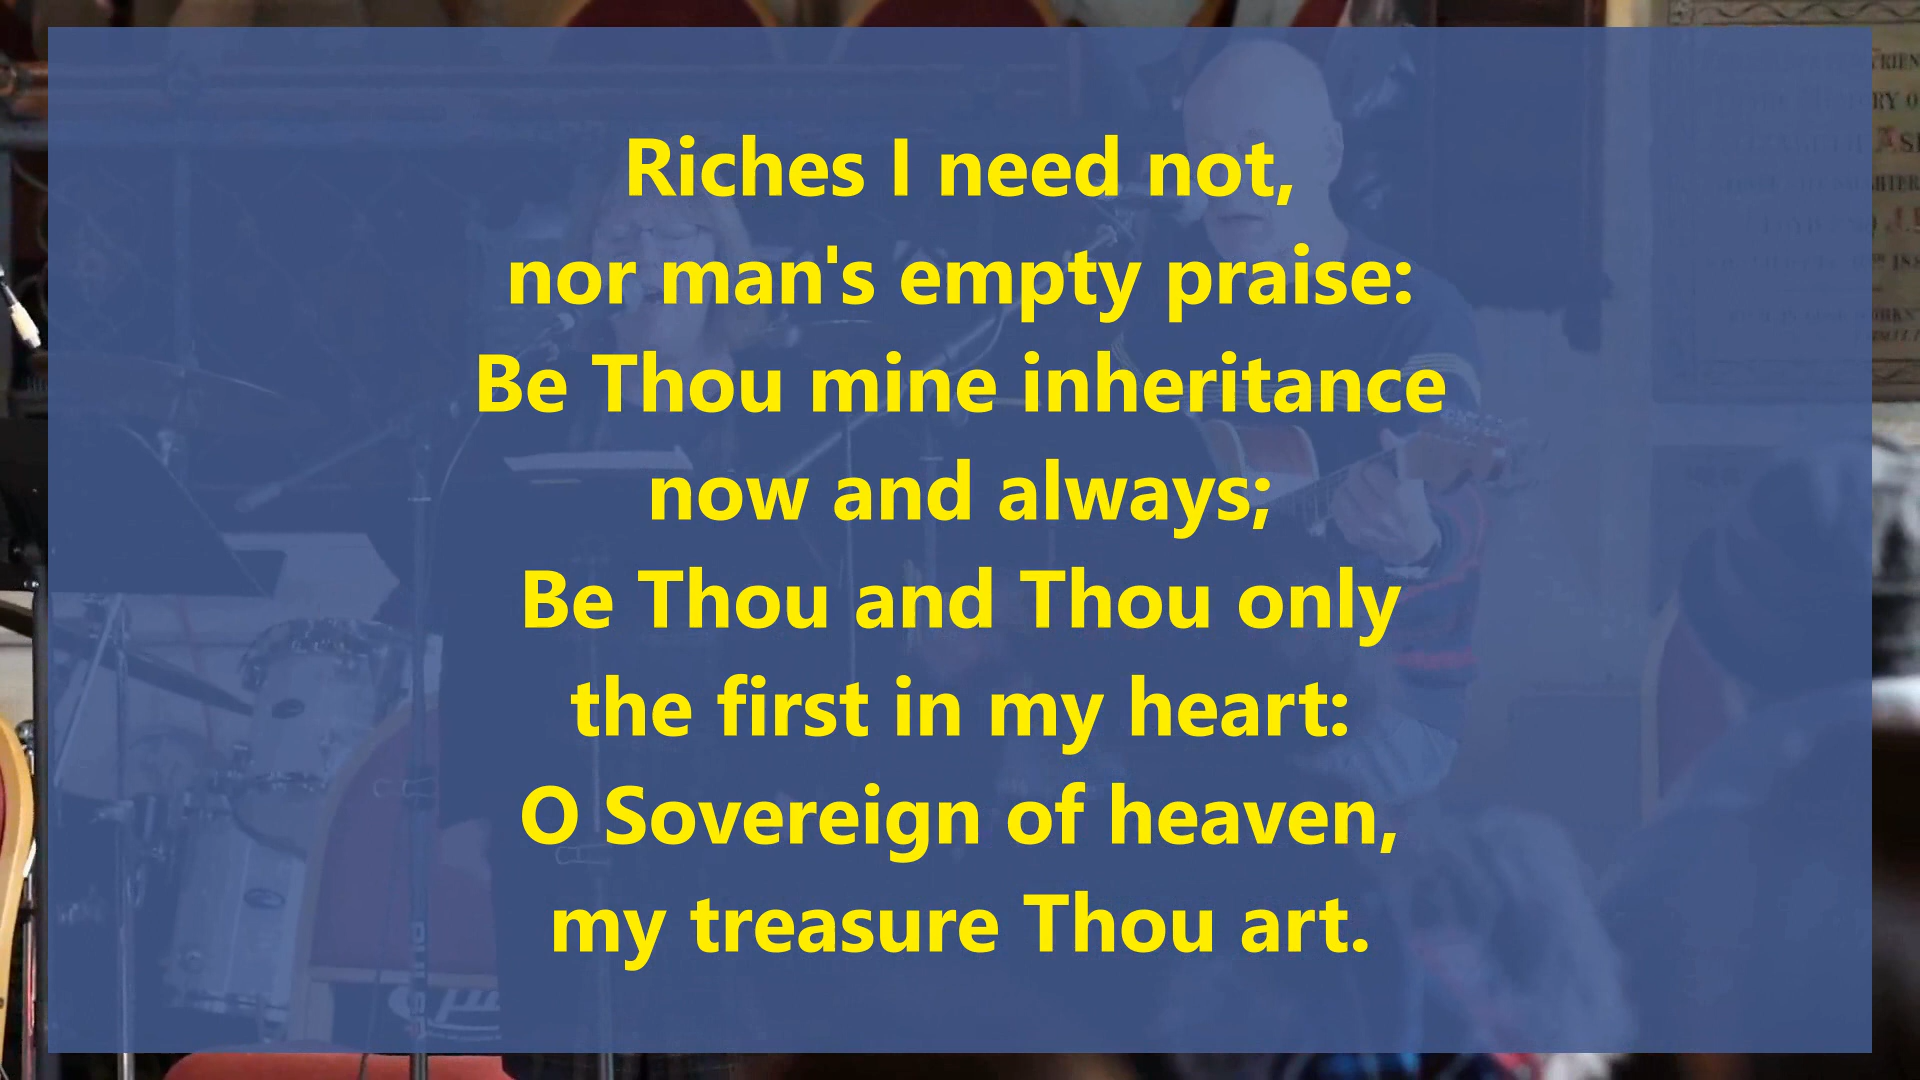 Riches I need not,
nor man's empty praise:
Be Thou mine inheritance
now and always;
Be Thou and Thou only
the first in my heart:
O Sovereign of heaven,
my treasure Thou art.